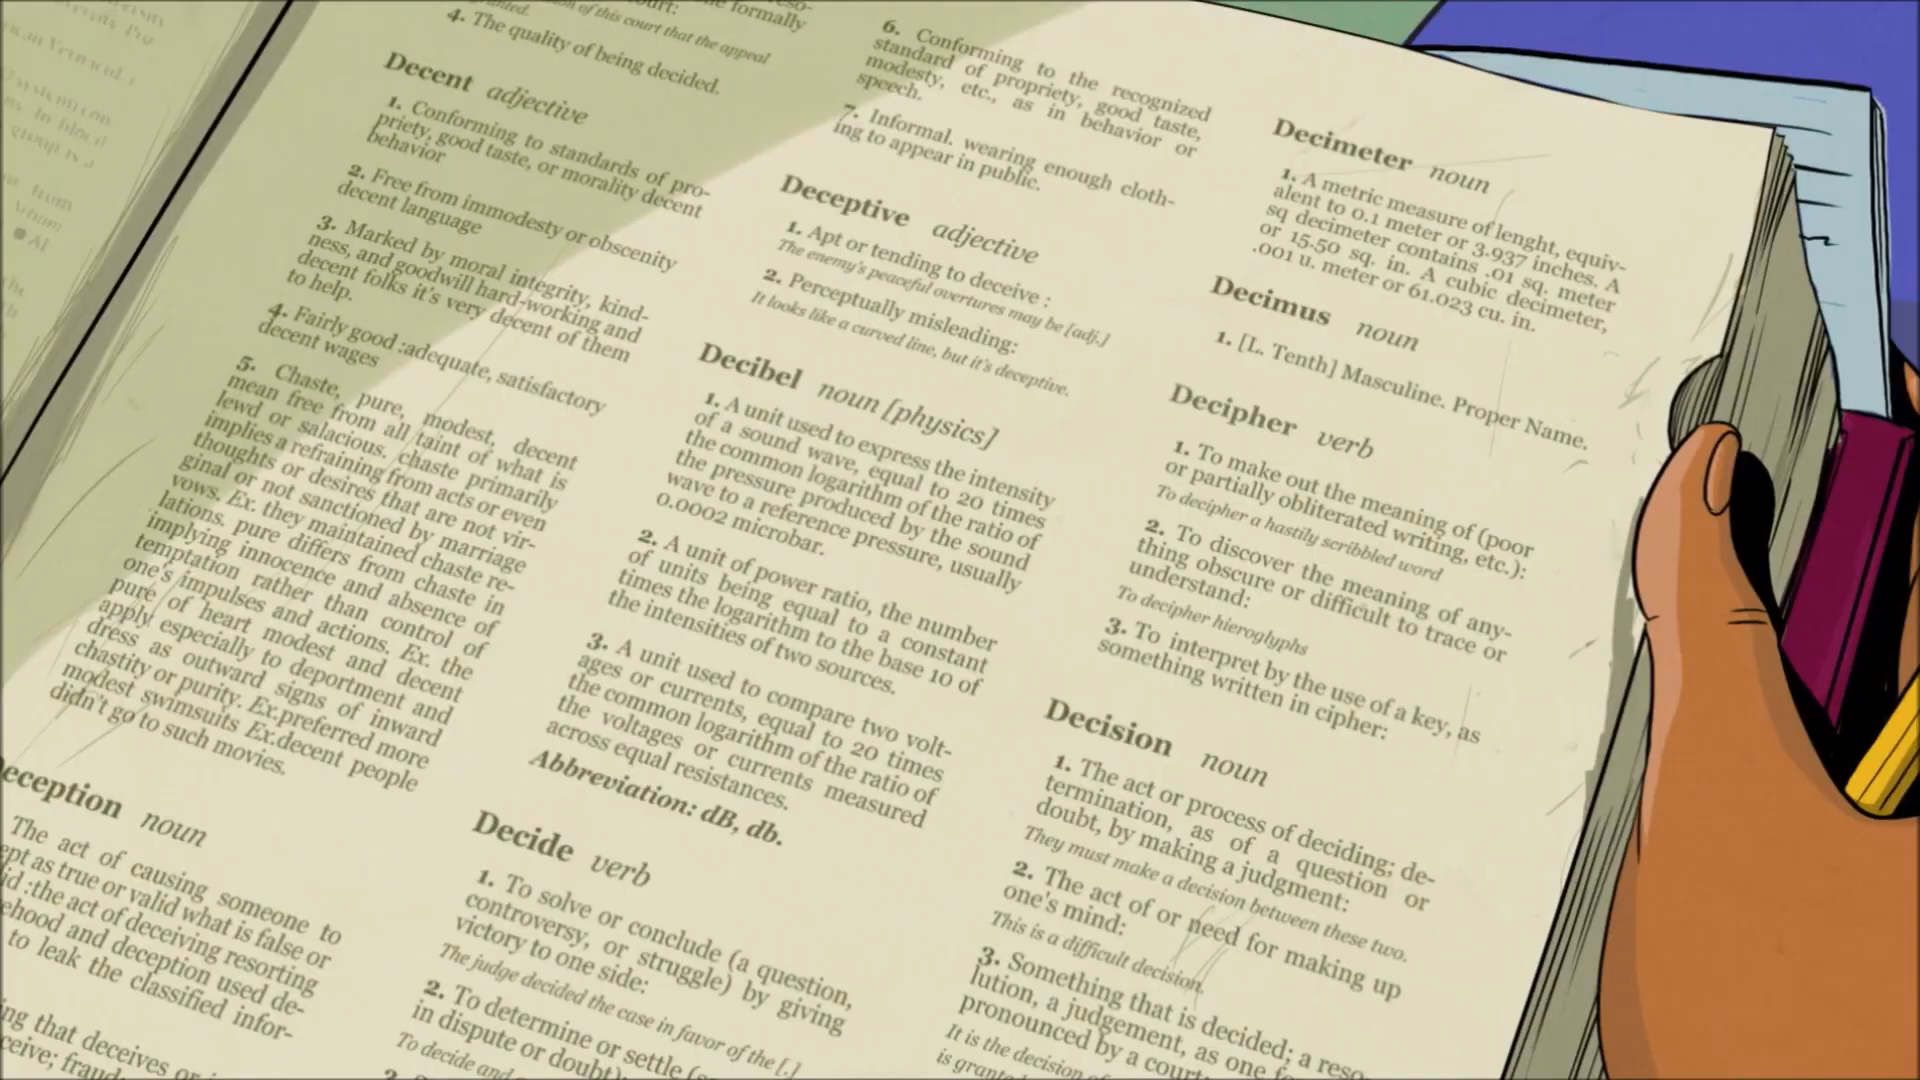 4. The quality of being decided.
Decent adjective
1. Conforming to standards of pro-
priety, good taste, or morality decent
behavior
2. Free from immodesty or obscenity
decent language
3. Marked by moral integrity, kind-
ness, and goodwill hard-working and
decent folks it's very decent of them
to help.
4. Fairly good :adequate, satisfactory
decent wages
5. Chaste, pure, modest, decent
mean free from all taint of what is
lewd or salacious. chaste primarily
implies a refraining from acts or even
thoughts or desires that are not vir-
ginal or not sanctioned by marriage
vows. Ex. they maintained chaste re-
lations. pure differs from chaste in
implying innocence and absence of
temptation rather than control of
one's impulses and actions. Ex. the
pure of heart modest and decent
apply especially to deportment and
dress as outward signs of inward
chastity or purity. Ex.preferred more
modest swimsuits Ex.decent people
didn't go to such movies.
eception noun
The act of causing someone to
ept as true or valid what is false or
id :the act of deceiving resorting
ehood and deception used de-
to leak the classified infor-
ing that deceives or
ceive; fraud;
ourt:
formally
granted.
on of this court that the appeal
6. Conforming to the recognized
standard of propriety, good taste,
modesty, etc., as in behavior or
speech.
7. Informal. wearing enough cloth-
ing to appear in public.
Deceptive adjective
1. Apt or tending to deceive :
The enemy's peaceful overtures may be [adj.]
2. Perceptually misleading:
It looks like a curved line, but it's deceptive.
Decibel noun [physics]
1. A unit used to express the intensity
of a sound wave, equal to 20 times
the common logarithm of the ratio of
the pressure produced by the sound
wave to a reference pressure, usually
0.0002 microbar.
2. A unit of power ratio, the number
of units being equal to a constant
times the logarithm to the base 10 of
the intensities of two sources.
3. A unit used to compare two volt-
ages or currents, equal to 20 times
the common logarithm of the ratio of
the voltages or currents measured
across equal resistances.
Abbreviation: dB, db.
Decide verb
1. To solve or conclude (a question,
controversy, or struggle) by giving
victory to one side:
The judge decided the case in favor of the [.]
2. To determine or settle
in dispute or doubt):
To decide and
Decimeter noun
1. A metric measure of lenght, equiv-
alent to 0.1 meter or 3.937 inches. A
sq decimeter contains .01 sq. meter
or 15.50 sq. in. A cubic decimeter,
.001 u. meter or 61.023 cu. in.
Decimus noun
1. [L. Tenth] Masculine. Proper Name.
Decipher verb
1. To make out the meaning of (poor
or partially obliterated writing, etc.):
To decipher a hastily scribbled word
2. To discover the meaning of any-
thing obscure or difficult to trace or
understand:
To decipher hieroglyphs
3. To interpret by the use of a key, as
something written in cipher:
Decision noun
1. The act or process of deciding; de-
termination, as of a question or
doubt, by making a judgment:
They must make a decision between these two.
2. The act of or need for making up
one's mind:
This is a difficult decision.
3. Something that is decided; a reso-
lution, a judgement, as one
pronounced by a court:
It is the decision of
is granted